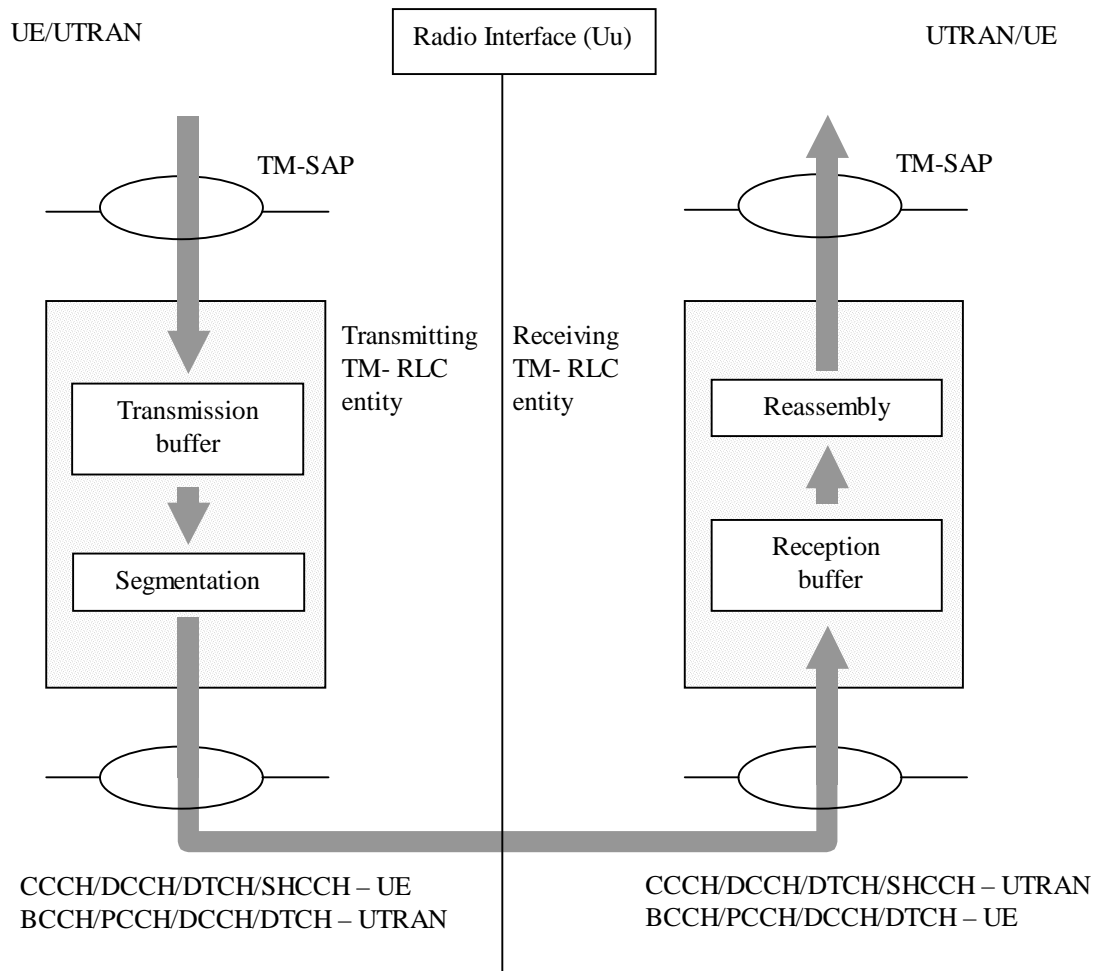 UE/UTRAN
Radio Interface (Uu)
UTRAN/UE
TM-SAP
TM-SAP
Transmitting
TM- RLC
entity
Receiving
TM- RLC
entity
Transmission
buffer
Segmentation
Reassembly
Reception
buffer
CCCH/DCCH/DTCH/SHCCH – UE
BCCH/PCCH/DCCH/DTCH – UTRAN
CCCH/DCCH/DTCH/SHCCH – UTRAN
BCCH/PCCH/DCCH/DTCH – UE